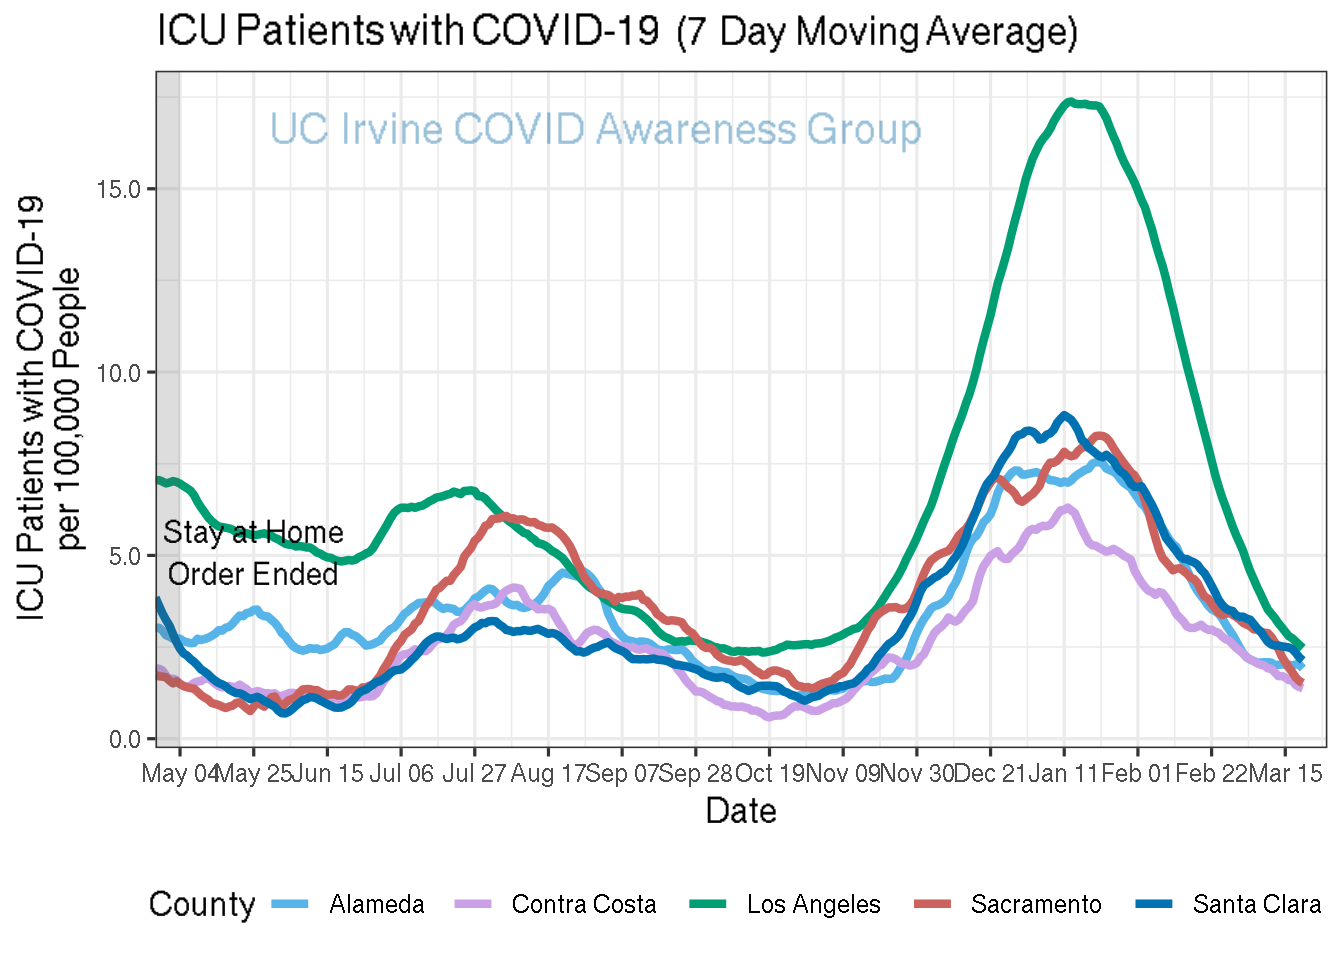 ICU Patients with COVID-19 (7 Day Moving Average)
UC Irvine COVID Awareness Group
ICU Patients with COVID-19
per 100,000 People
15.0
10.0
5.0
0.0
Stay at Home
Order Ended
May 04 May 25 Jun 15 Jul 06 Jul 27 Aug 17 Sep 07 Sep 28 Oct 19 Nov 09 Nov 30 Dec 21 Jan 11 Feb 01 Feb 22 Mar 15
Date
County Alameda Contra Costa Los Angeles Sacramento Santa Clara